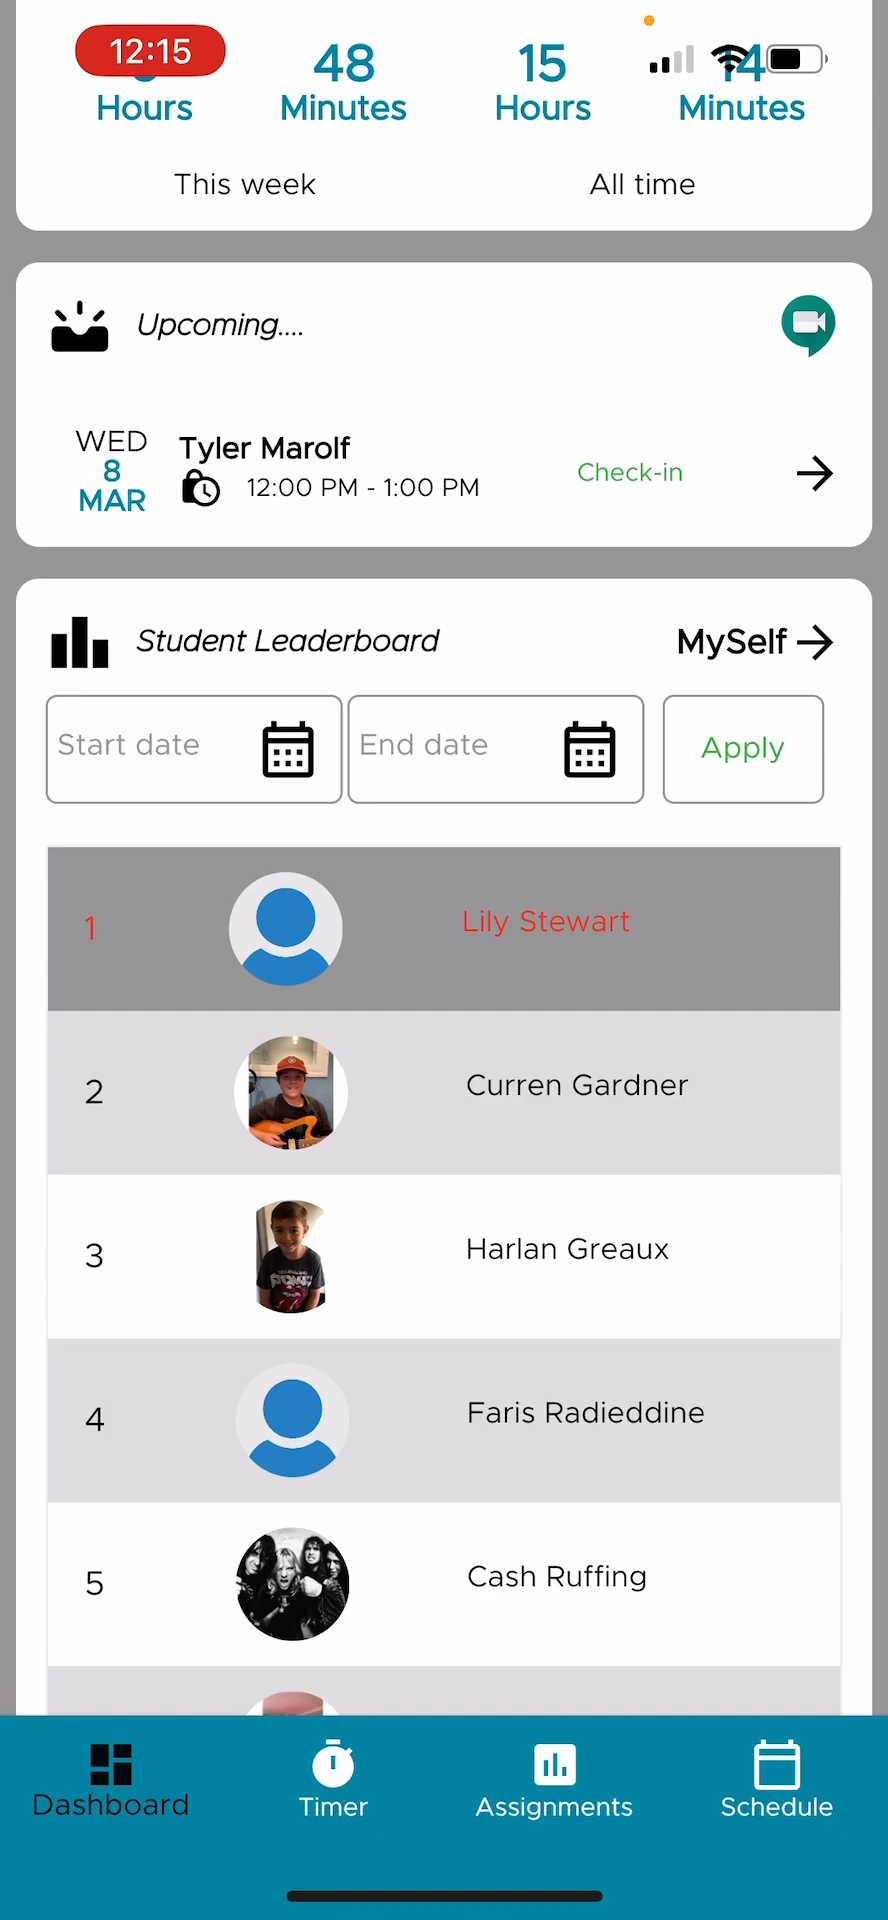 12:15
48 15 14
Hours Minutes Hours Minutes
This week All time
Upcoming....
WED
8
MAR
Tyler Marolf
12:00 PM - 1:00 PM
Check-in
Student Leaderboard MySelf
Start date End date Apply
1 Lily Stewart
2 Curren Gardner
3 Harlan Greaux
4 Faris Radieddine
5 Cash Ruffing
Dashboard Timer Assignments Schedule